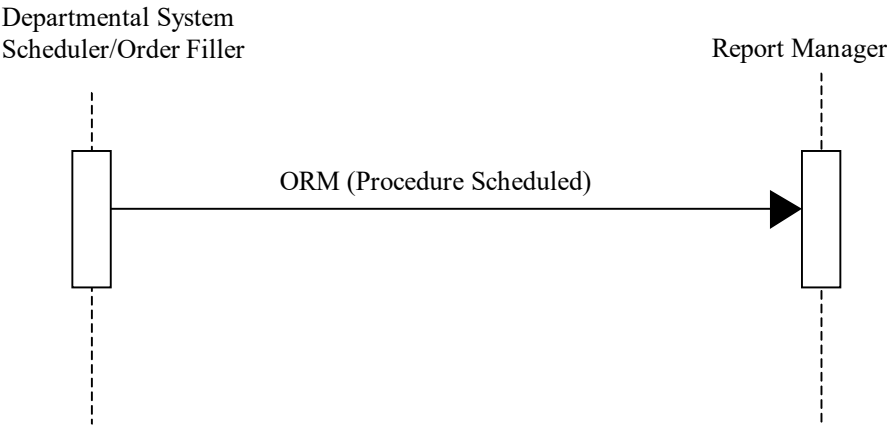 Departmental System
Scheduler/Order Filler
Report Manager
ORM (Procedure Scheduled)